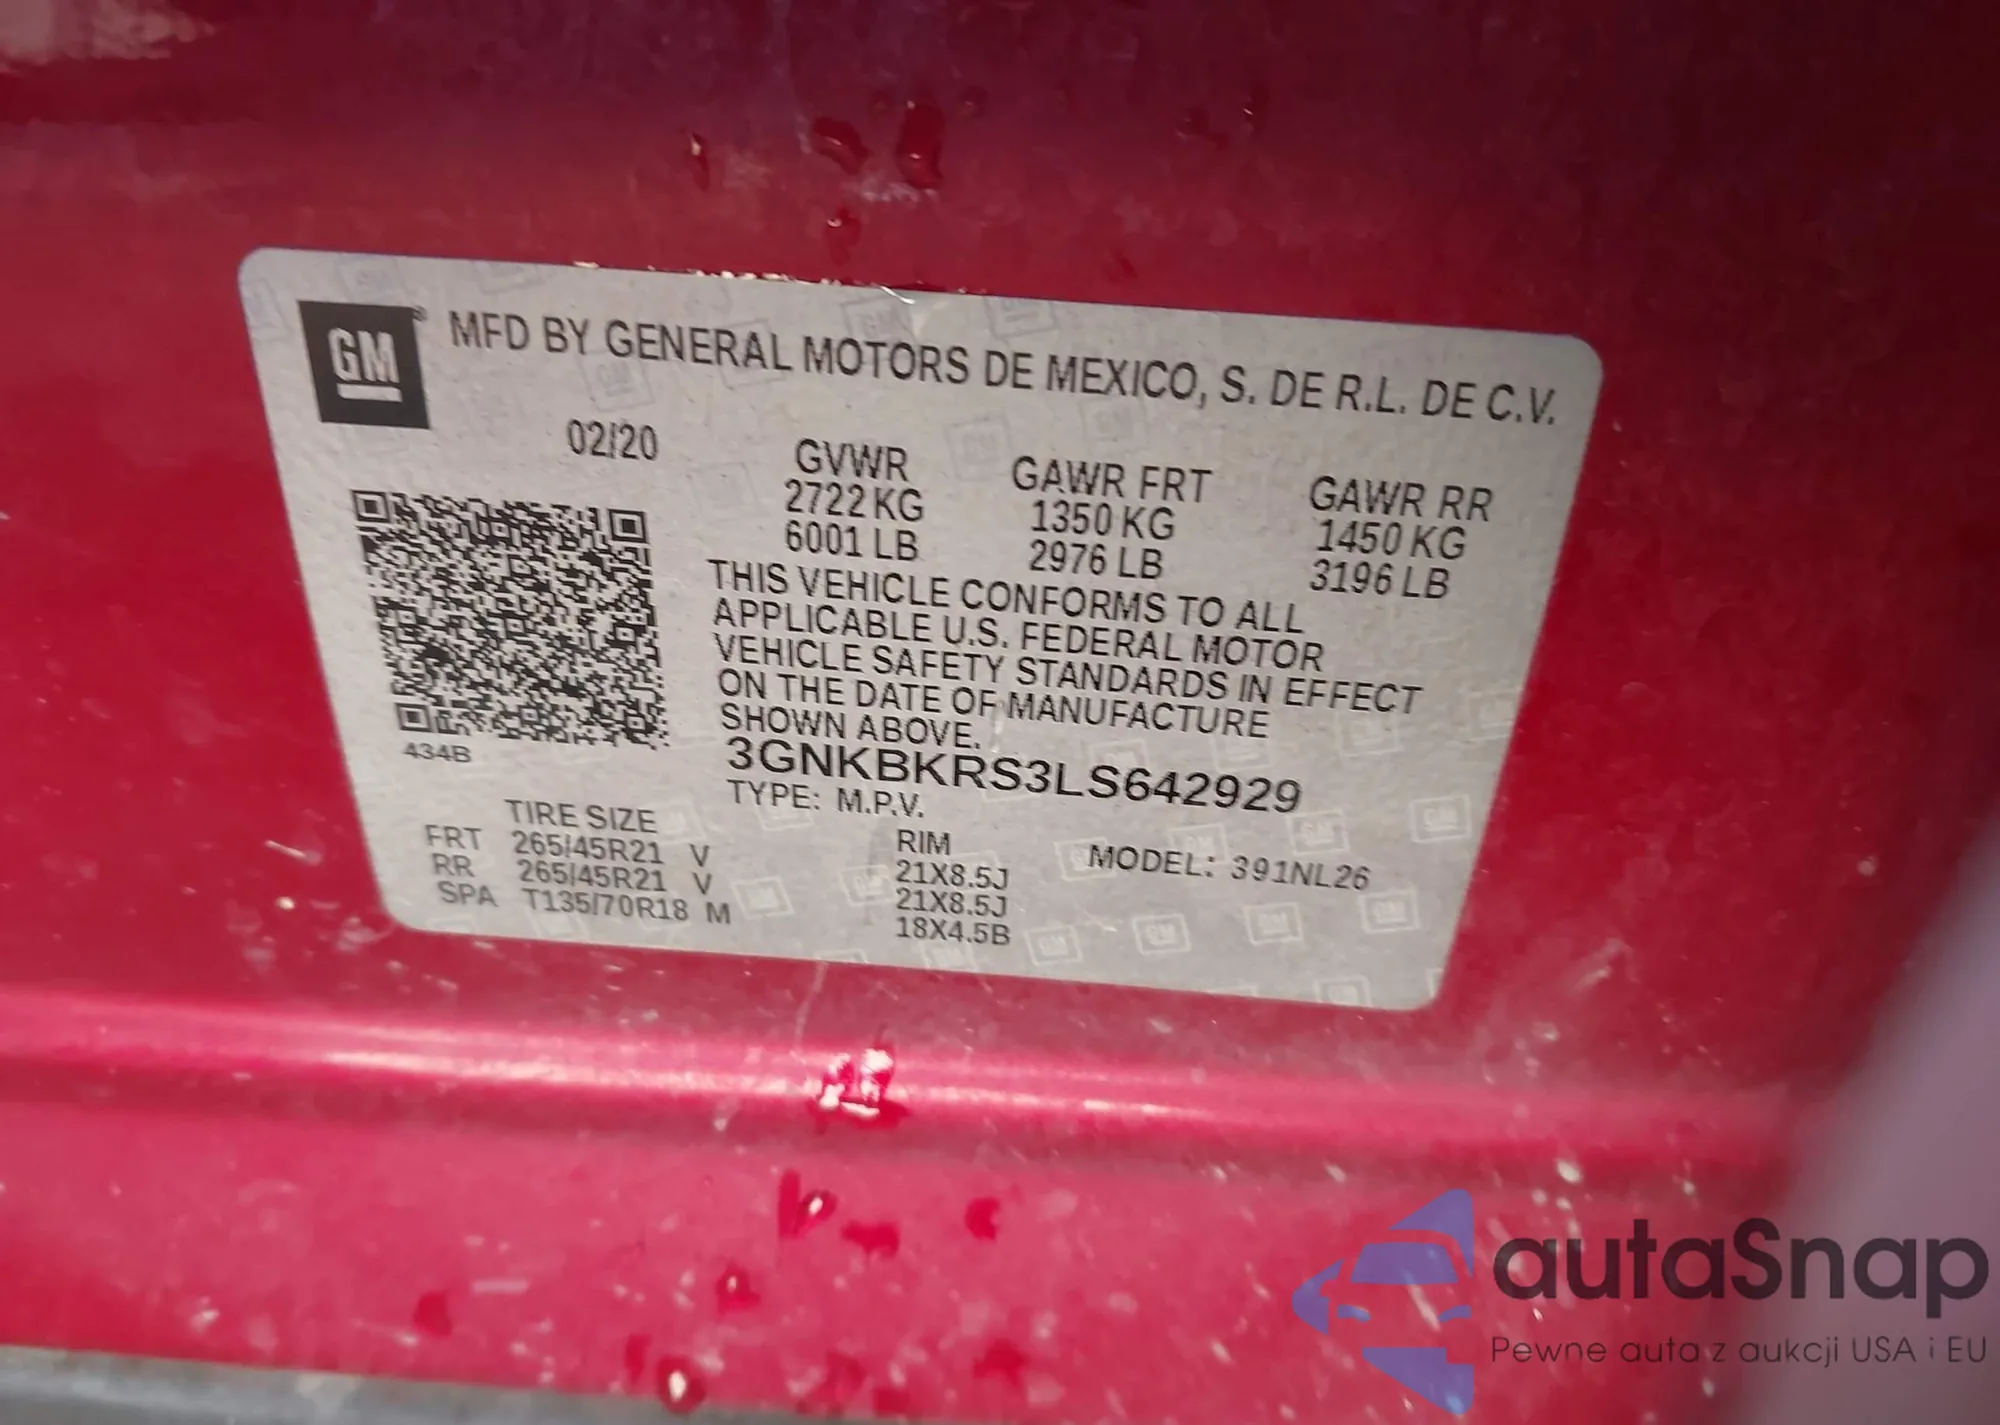 GM
MFD BY GENERAL MOTORS DE MEXICO, S. DE R.L. DE C.V.
02/20
GVWR GAWR FRT GAWR RR
2722 KG 1350 KG 1450 KG
6001 LB 2976 LB 3196 LB
THIS VEHICLE CONFORMS TO ALL
APPLICABLE U.S. FEDERAL MOTOR
VEHICLE SAFETY STANDARDS IN EFFECT
ON THE DATE OF MANUFACTURE
SHOWN ABOVE.
434B
3GNKBKRS3LS642929
TYPE: M.P.V.
TIRE SIZE RIM
FRT 265/45R21 V 21X8.5J MODEL: 391NL26
RR 265/45R21 V 21X8.5J
SPA T135/70R18 M 18X4.5B
autaSnap
Pewne auta z aukcji USA i EU